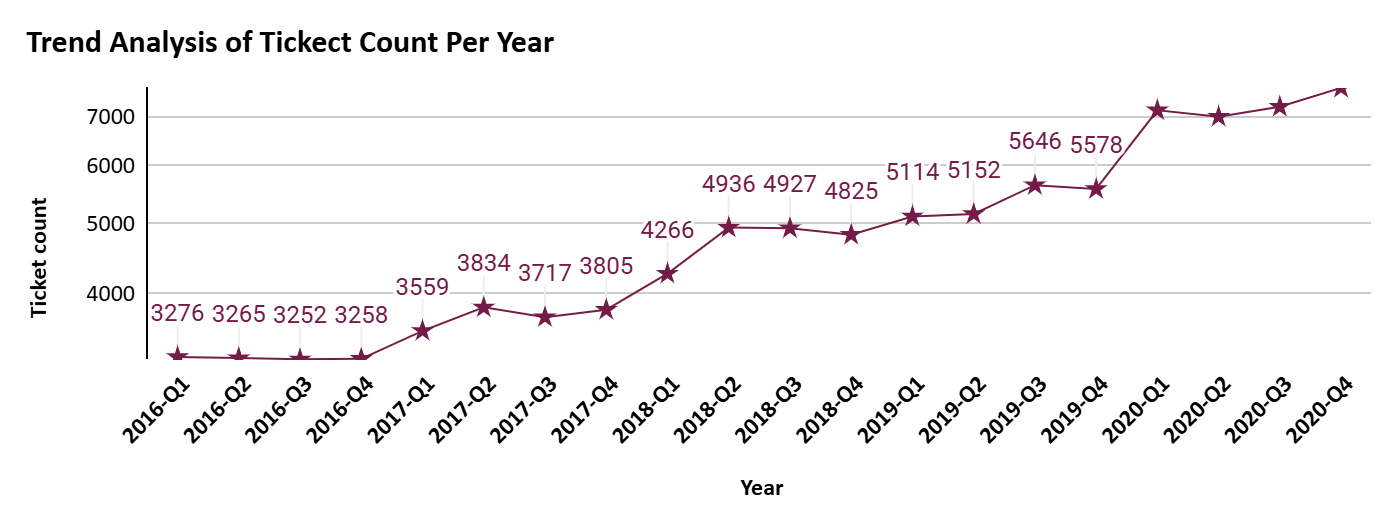 Trend Analysis of Tickect Count Per Year
7000
6000
5000
4000
Ticket count
3276 3265 3252 3258 3559 3834 3717 3805 4266 4936 4927 4825 5114 5152 5646 5578
2016-Q1 2016-Q2 2016-Q3 2016-Q4 2017-Q1 2017-Q2 2017-Q3 2017-Q4 2018-Q1 2018-Q2 2018-Q3 2018-Q4 2019-Q1 2019-Q2 2019-Q3 2019-Q4 2020-Q1 2020-Q2 2020-Q3 2020-Q4
Year